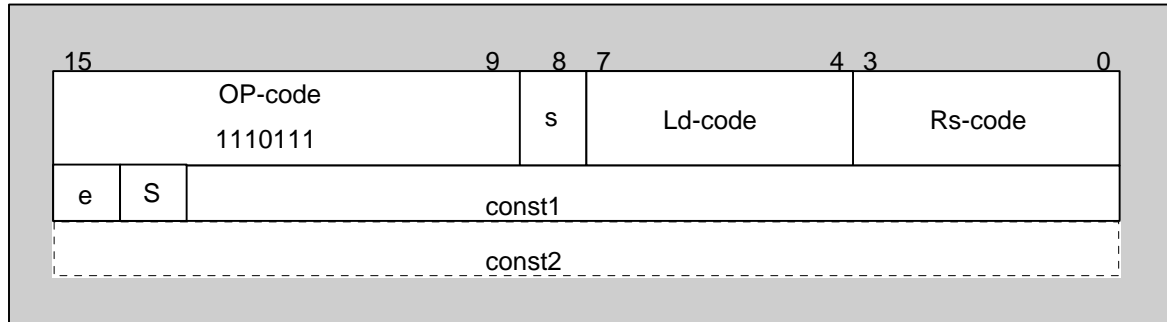 15 9 8 7 4 3 0
OP-code
1110111
s
Ld-code
Rs-code
e S const1
const2